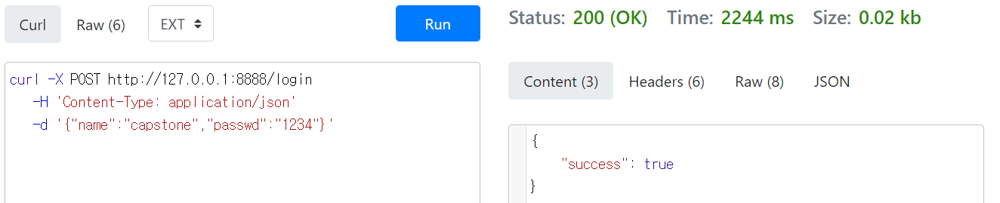 Curl Raw (6) EXT Run
Status: 200 (OK) Time: 2244 ms Size: 0.02 kb
curl -X POST http://127.0.0.1:8888/login
-H 'Content-Type: application/json'
-d '{"name":"capstone","passwd":"1234"}'
Content (3) Headers (6) Raw (8) JSON
{
"success": true
}